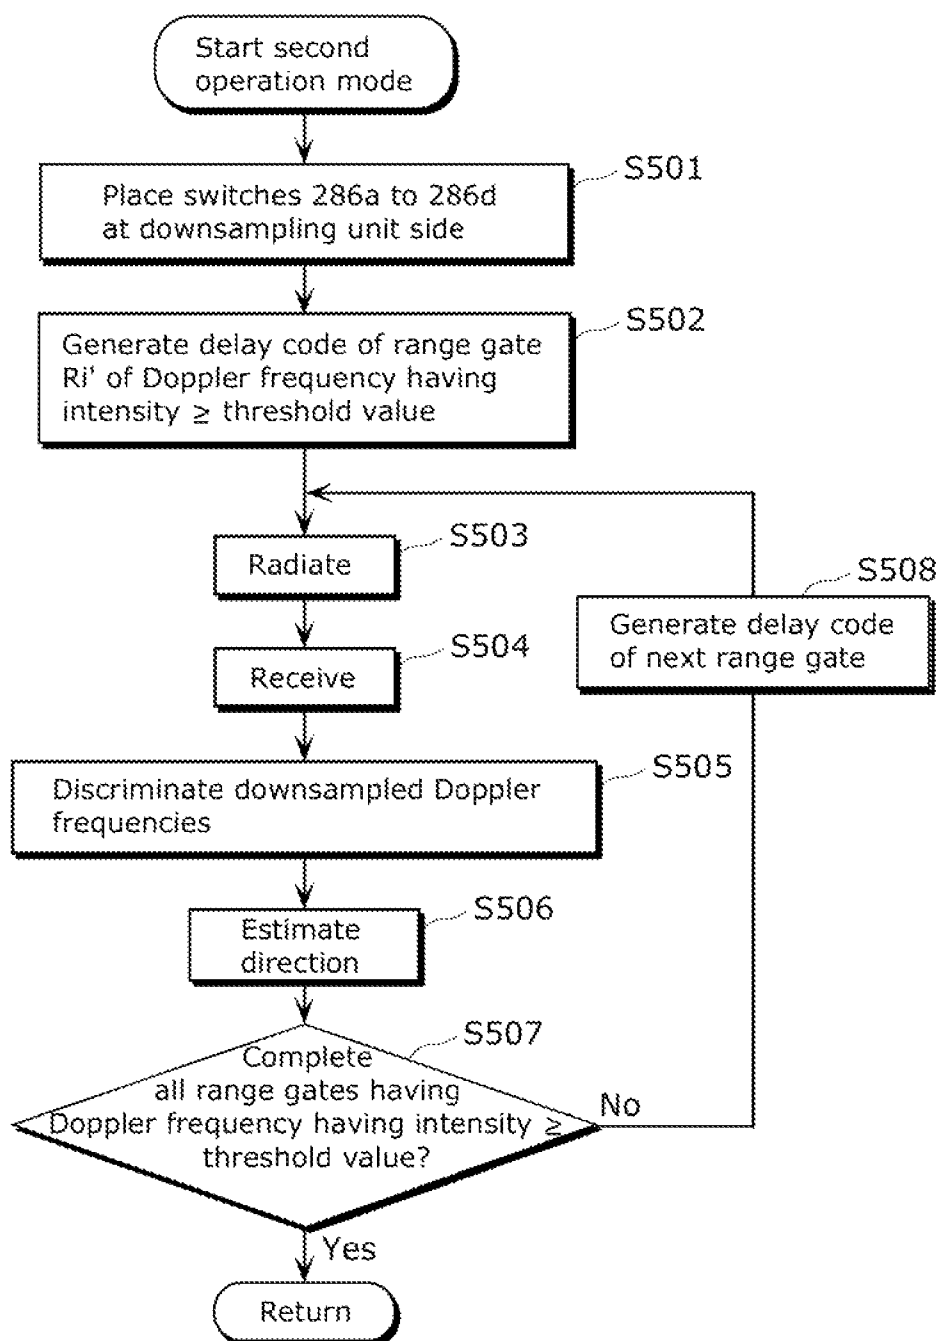 Start second
operation mode
S501
Place switches 286a to 286d
at downsampling unit side
S502
Generate delay code of range gate
Ri' of Doppler frequency having
intensity ≥ threshold value
S503
Radiate
S508
Generate delay code
of next range gate
S504
Receive
S505
Discriminate downsampled Doppler
frequencies
S506
Estimate
direction
S507
Complete
all range gates having
Doppler frequency having intensity ≥
threshold value?
No
Yes
Return